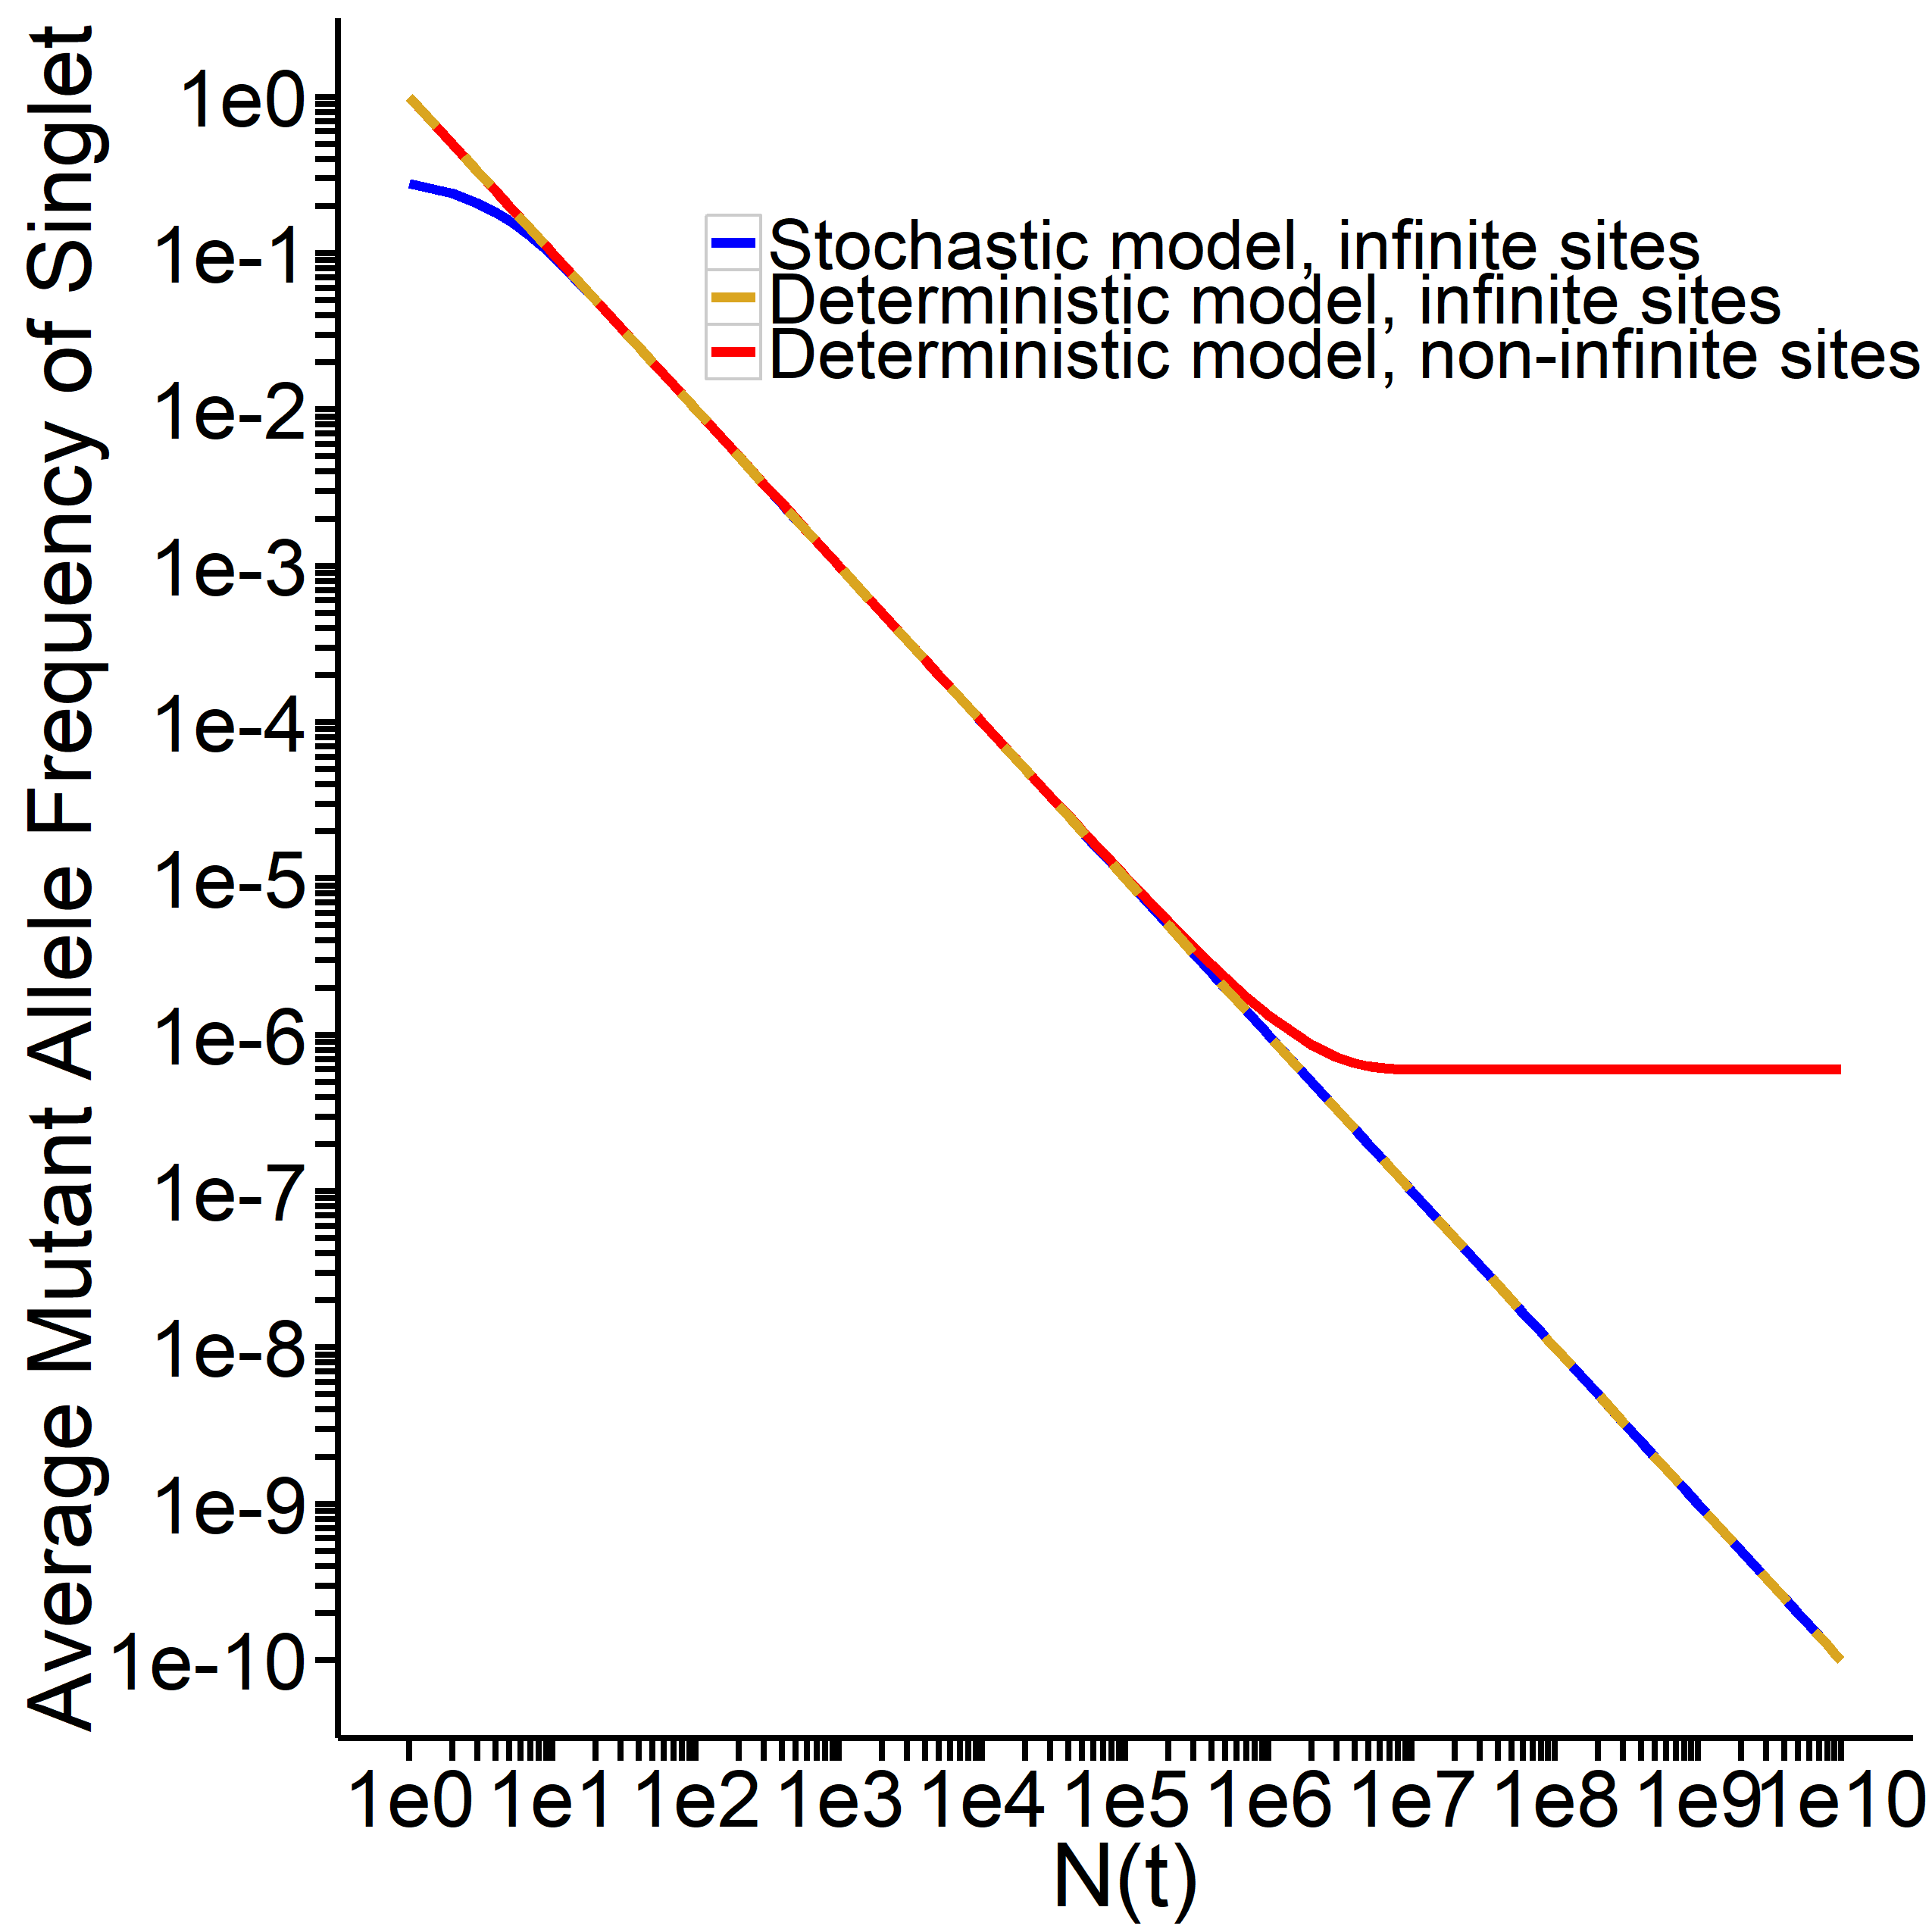 Average Mutant Allele Frequency of Singlet
1e0
1e-1
1e-2
1e-3
1e-4
1e-5
1e-6
1e-7
1e-8
1e-9
1e-10
Stochastic model, infinite sites
Deterministic model, infinite sites
Deterministic model, non-infinite sites
1e0 1e1 1e2 1e3 1e4 1e5 1e6 1e7 1e8 1e9 1e10
N(t)